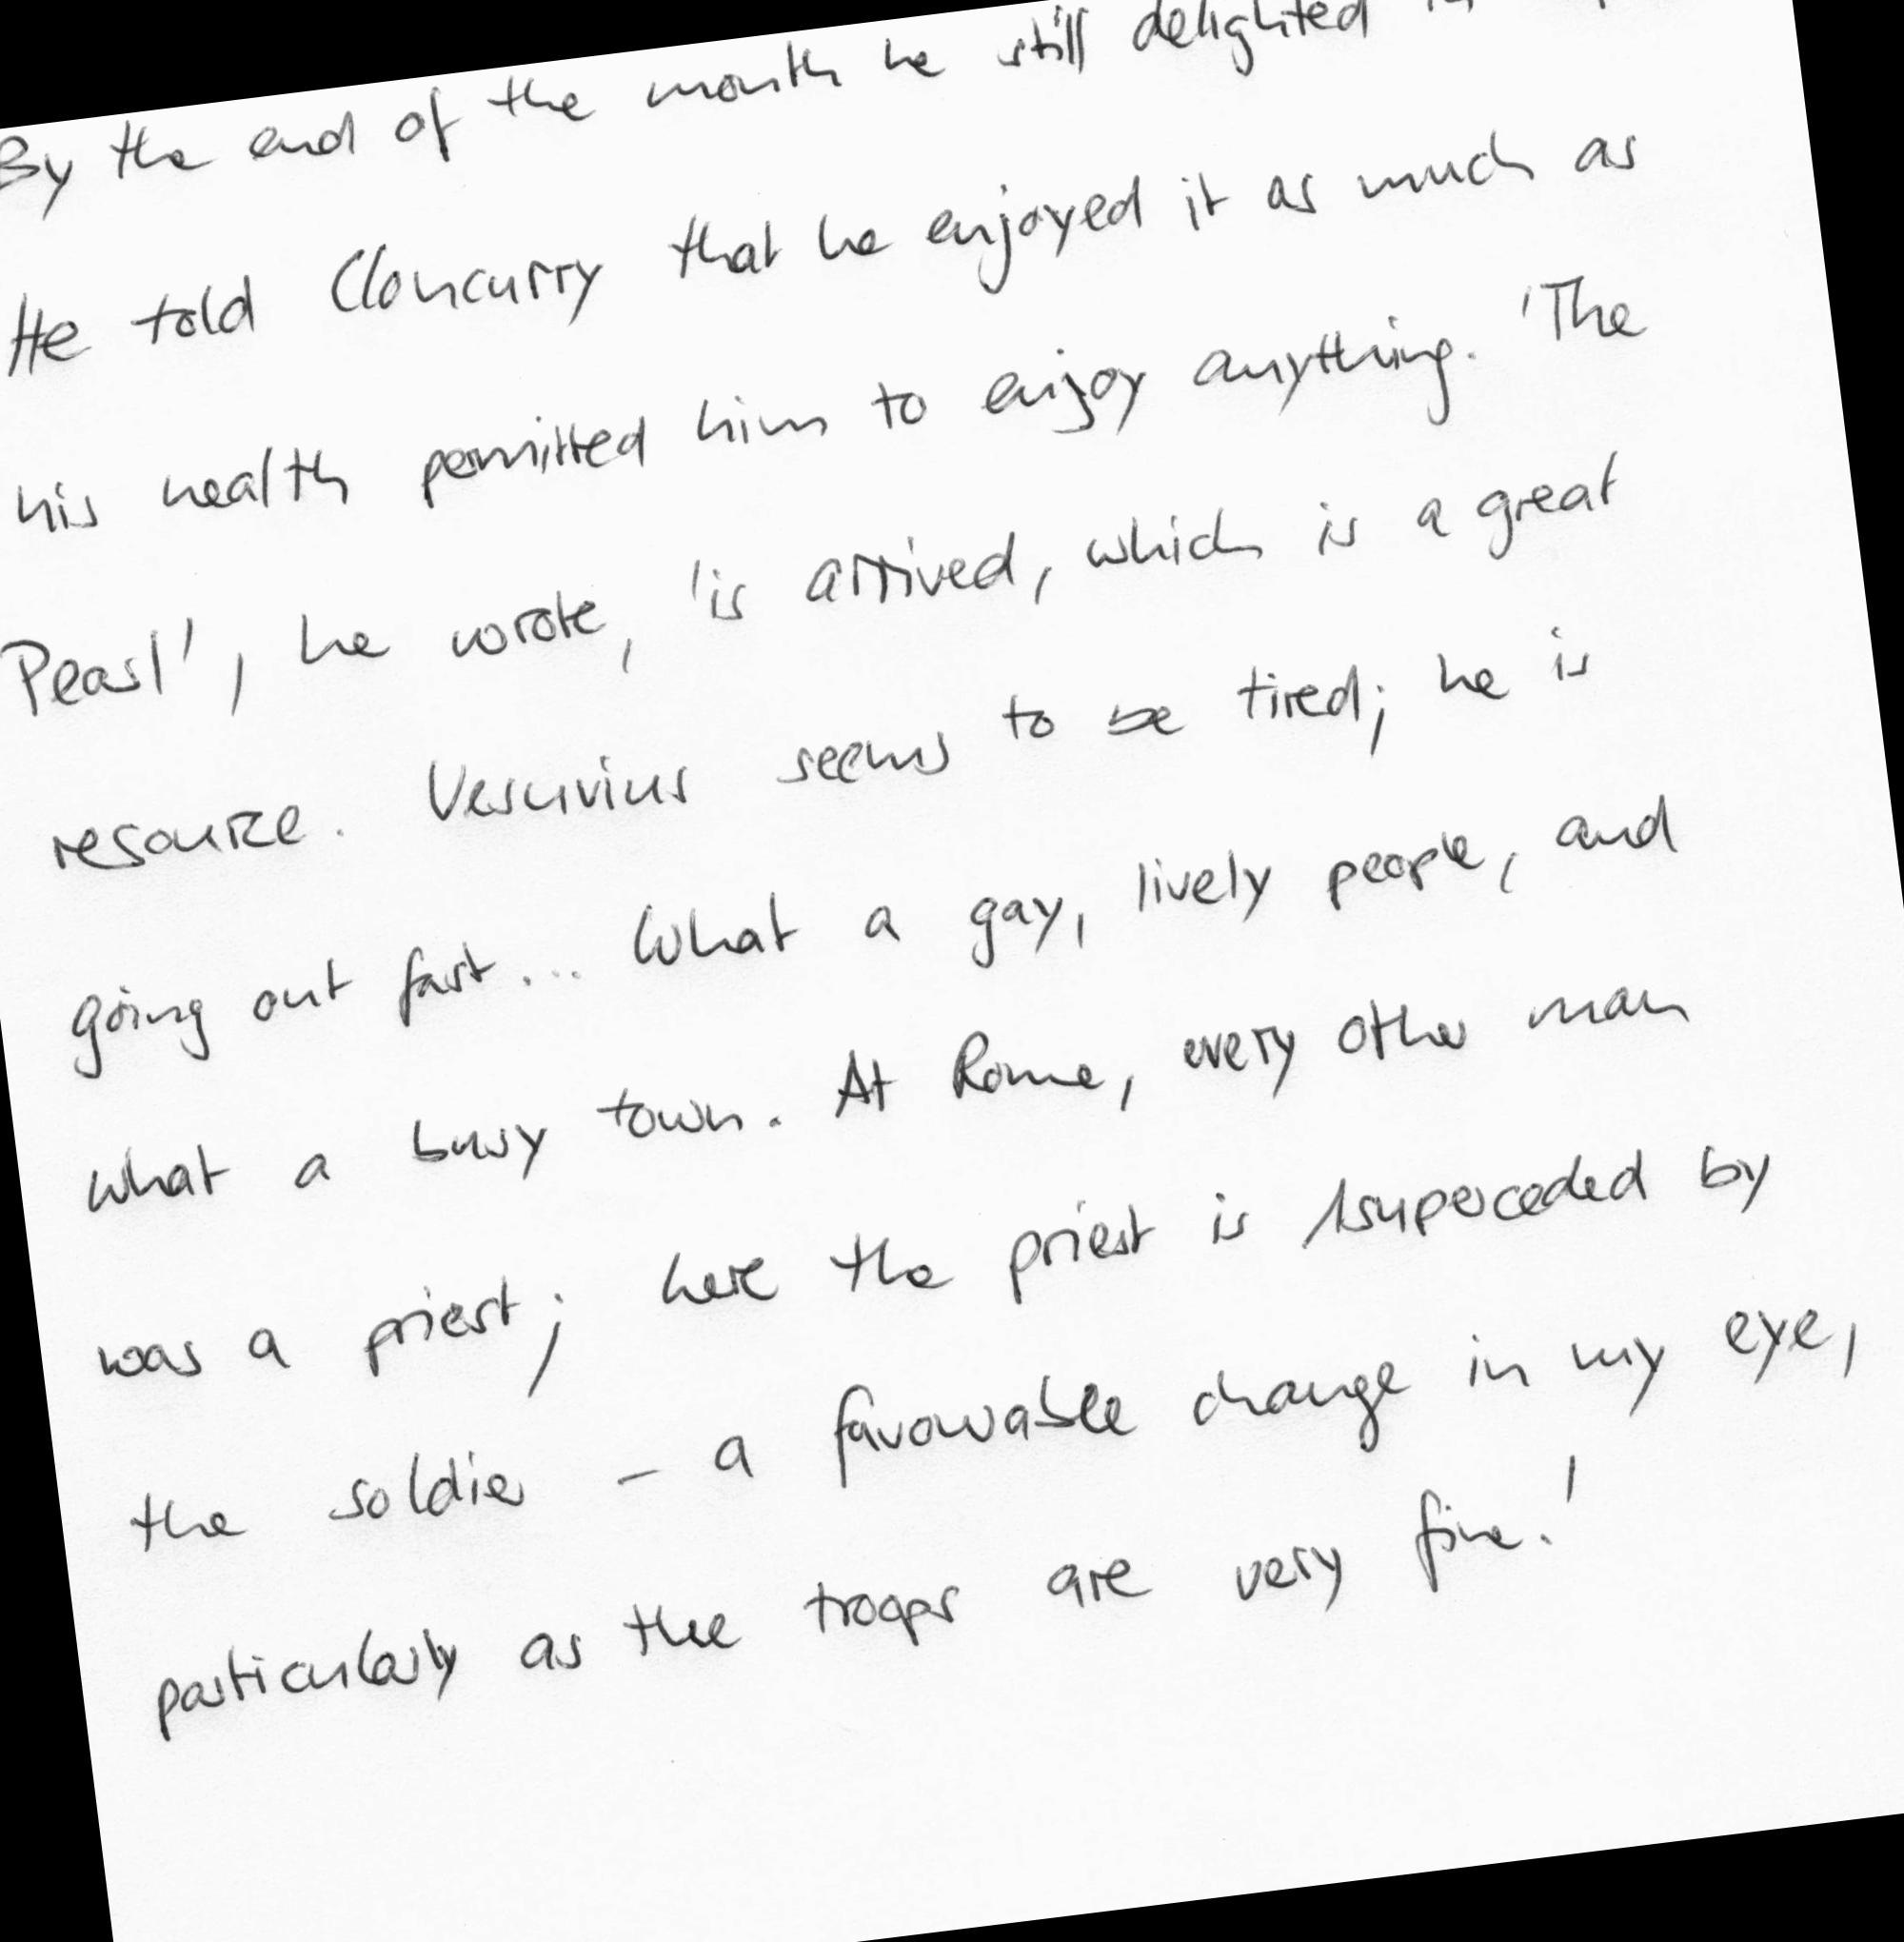 By the end of the month he still delighted in
He told Cloncurry that he enjoyed it as much as
his health permitted him to enjoy anything. 'The
Pearl', he wrote, 'is arrived, which is a great
resource. Vesuvius seems to be tired; he is
going out fast... What a gay, lively people, and
what a busy town. At Rome, every other man
was a priest; here the priest is superceded by
the soldier - a favourable change in my eye,
particularly as the troops are very fine.'